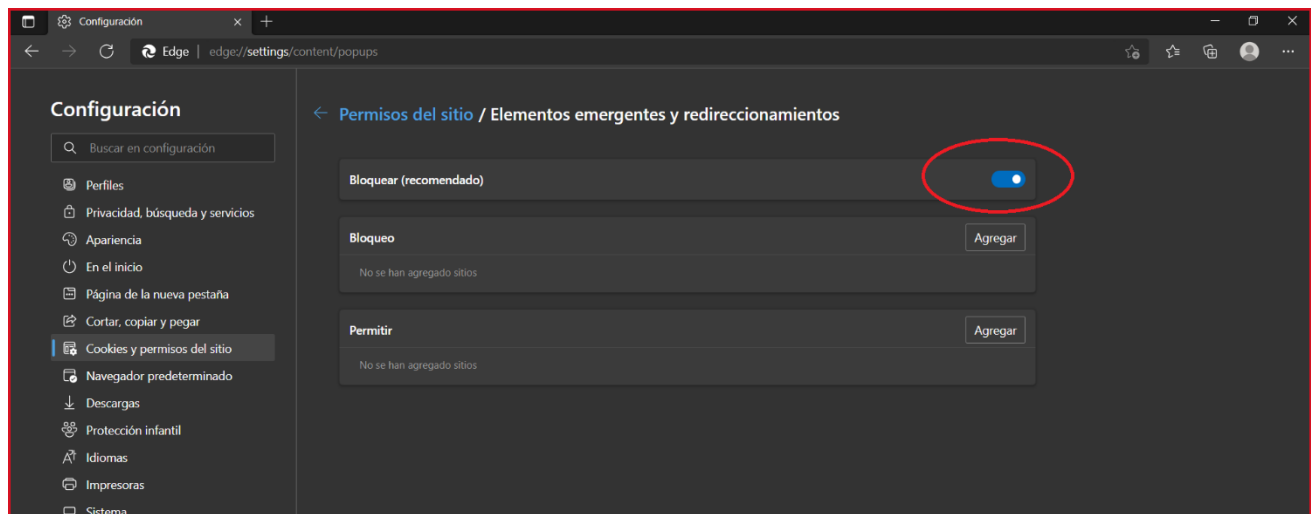 Configuración
Edge | edge://settings/content/popups
Configuración
Permisos del sitio / Elementos emergentes y redireccionamientos
Buscar en configuración
Perfiles
Privacidad, búsqueda y servicios
Apariencia
En el inicio
Página de la nueva pestaña
Cortar, copiar y pegar
Cookies y permisos del sitio
Navegador predeterminado
Descargas
Protección infantil
Idiomas
Impresoras
Sistema
Bloquear (recomendado)
Bloqueo
Agregar
No se han agregado sitios
Permitir
Agregar
No se han agregado sitios